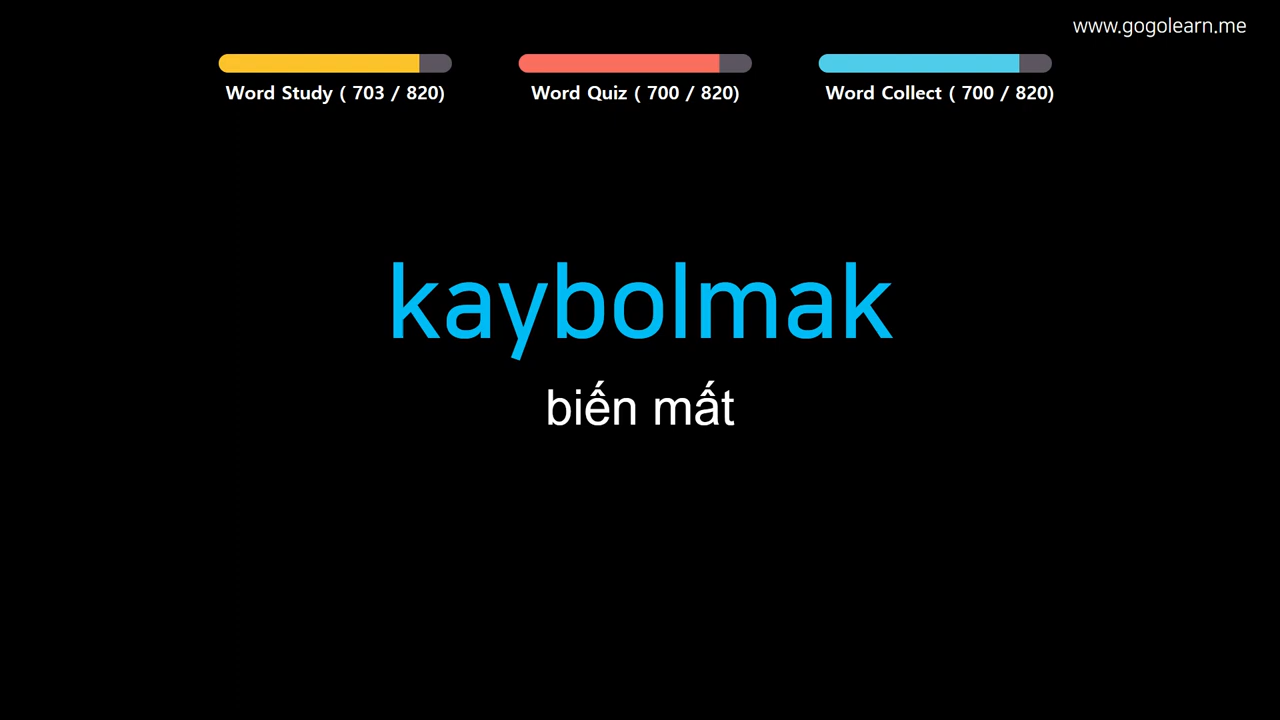 www.gogolearn.me
Word Study ( 703 / 820)
Word Quiz ( 700 / 820)
Word Collect ( 700 / 820)
kaybolmak
biến mất